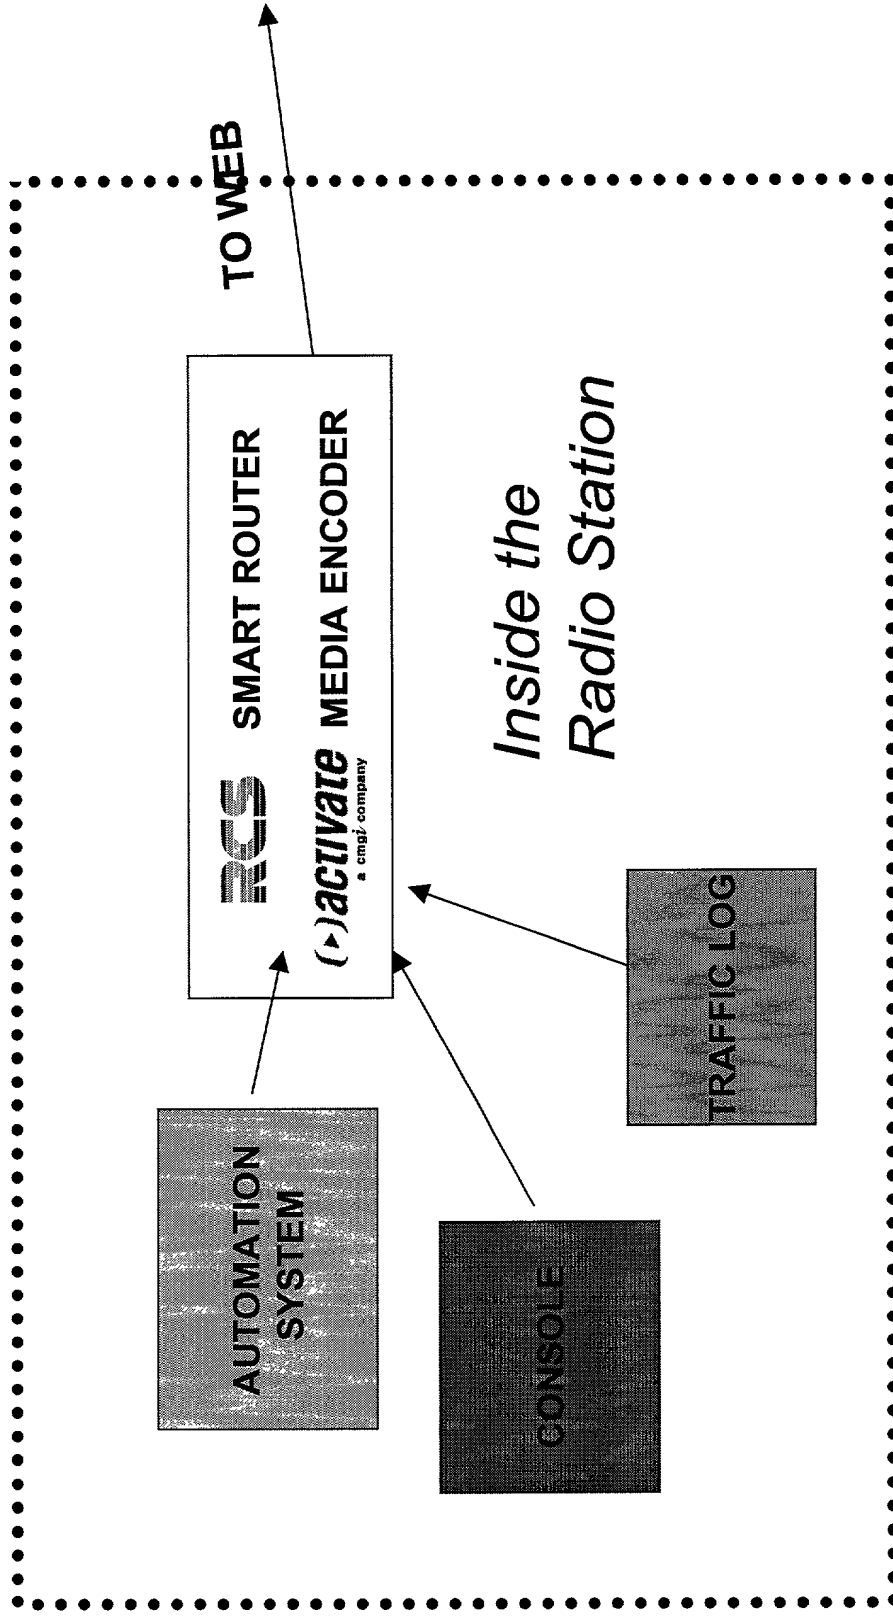 TO WEB
RCS SMART ROUTER
activate MEDIA ENCODER
a cmgi company
Inside the
Radio Station
AUTOMATION
SYSTEM
CONSOLE
TRAFFIC LOG